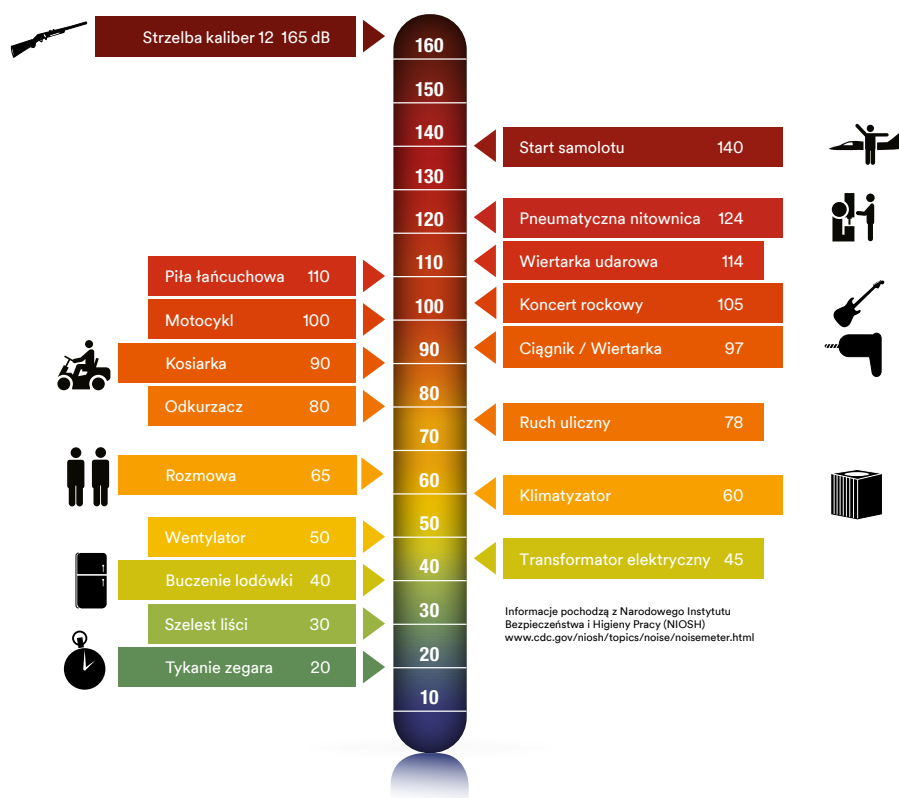 Strzelba kaliber 12 165 dB
Piła łańcuchowa 110
Motocykl 100
Kosiarka 90
Odkurzacz 80
Rozmowa 65
Wentylator 50
Buczenie lodówki 40
Szelest liści 30
Tykanie zegara 20
160
150
140
130
120
110
100
90
80
70
60
50
40
30
20
10
Start samolotu 140
Pneumatyczna nitownica 124
Wiertarka udarowa 114
Koncert rockowy 105
Ciągnik / Wiertarka 97
Ruch uliczny 78
Klimatyzator 60
Transformator elektryczny 45
Informacje pochodzą z Narodowego Instytutu
Bezpieczeństwa i Higieny Pracy (NIOSH)
www.cdc.gov/niosh/topics/noise/noisemeter.html